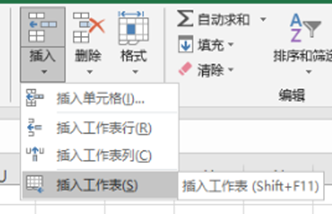 插入 删除 格式
Σ 自动求和
填充
清除
排序和筛选
编辑
插入单元格(I)...
插入工作表行(R)
插入工作表列(C)
插入工作表(S)
插入工作表 (Shift+F11)
U